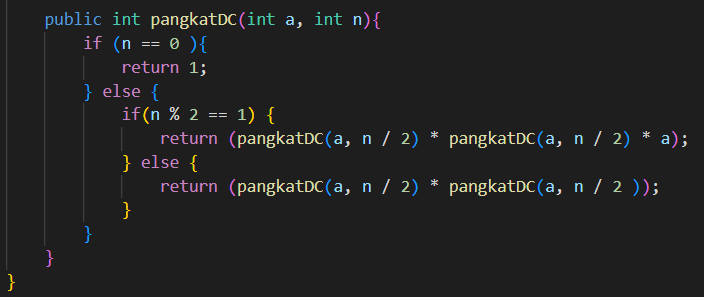 public int pangkatDC(int a, int n){
if (n == 0 ){
return 1;
} else {
if(n % 2 == 1) {
return (pangkatDC(a, n / 2) * pangkatDC(a, n / 2) * a);
} else {
return (pangkatDC(a, n / 2) * pangkatDC(a, n / 2 ));
}
}
}
}